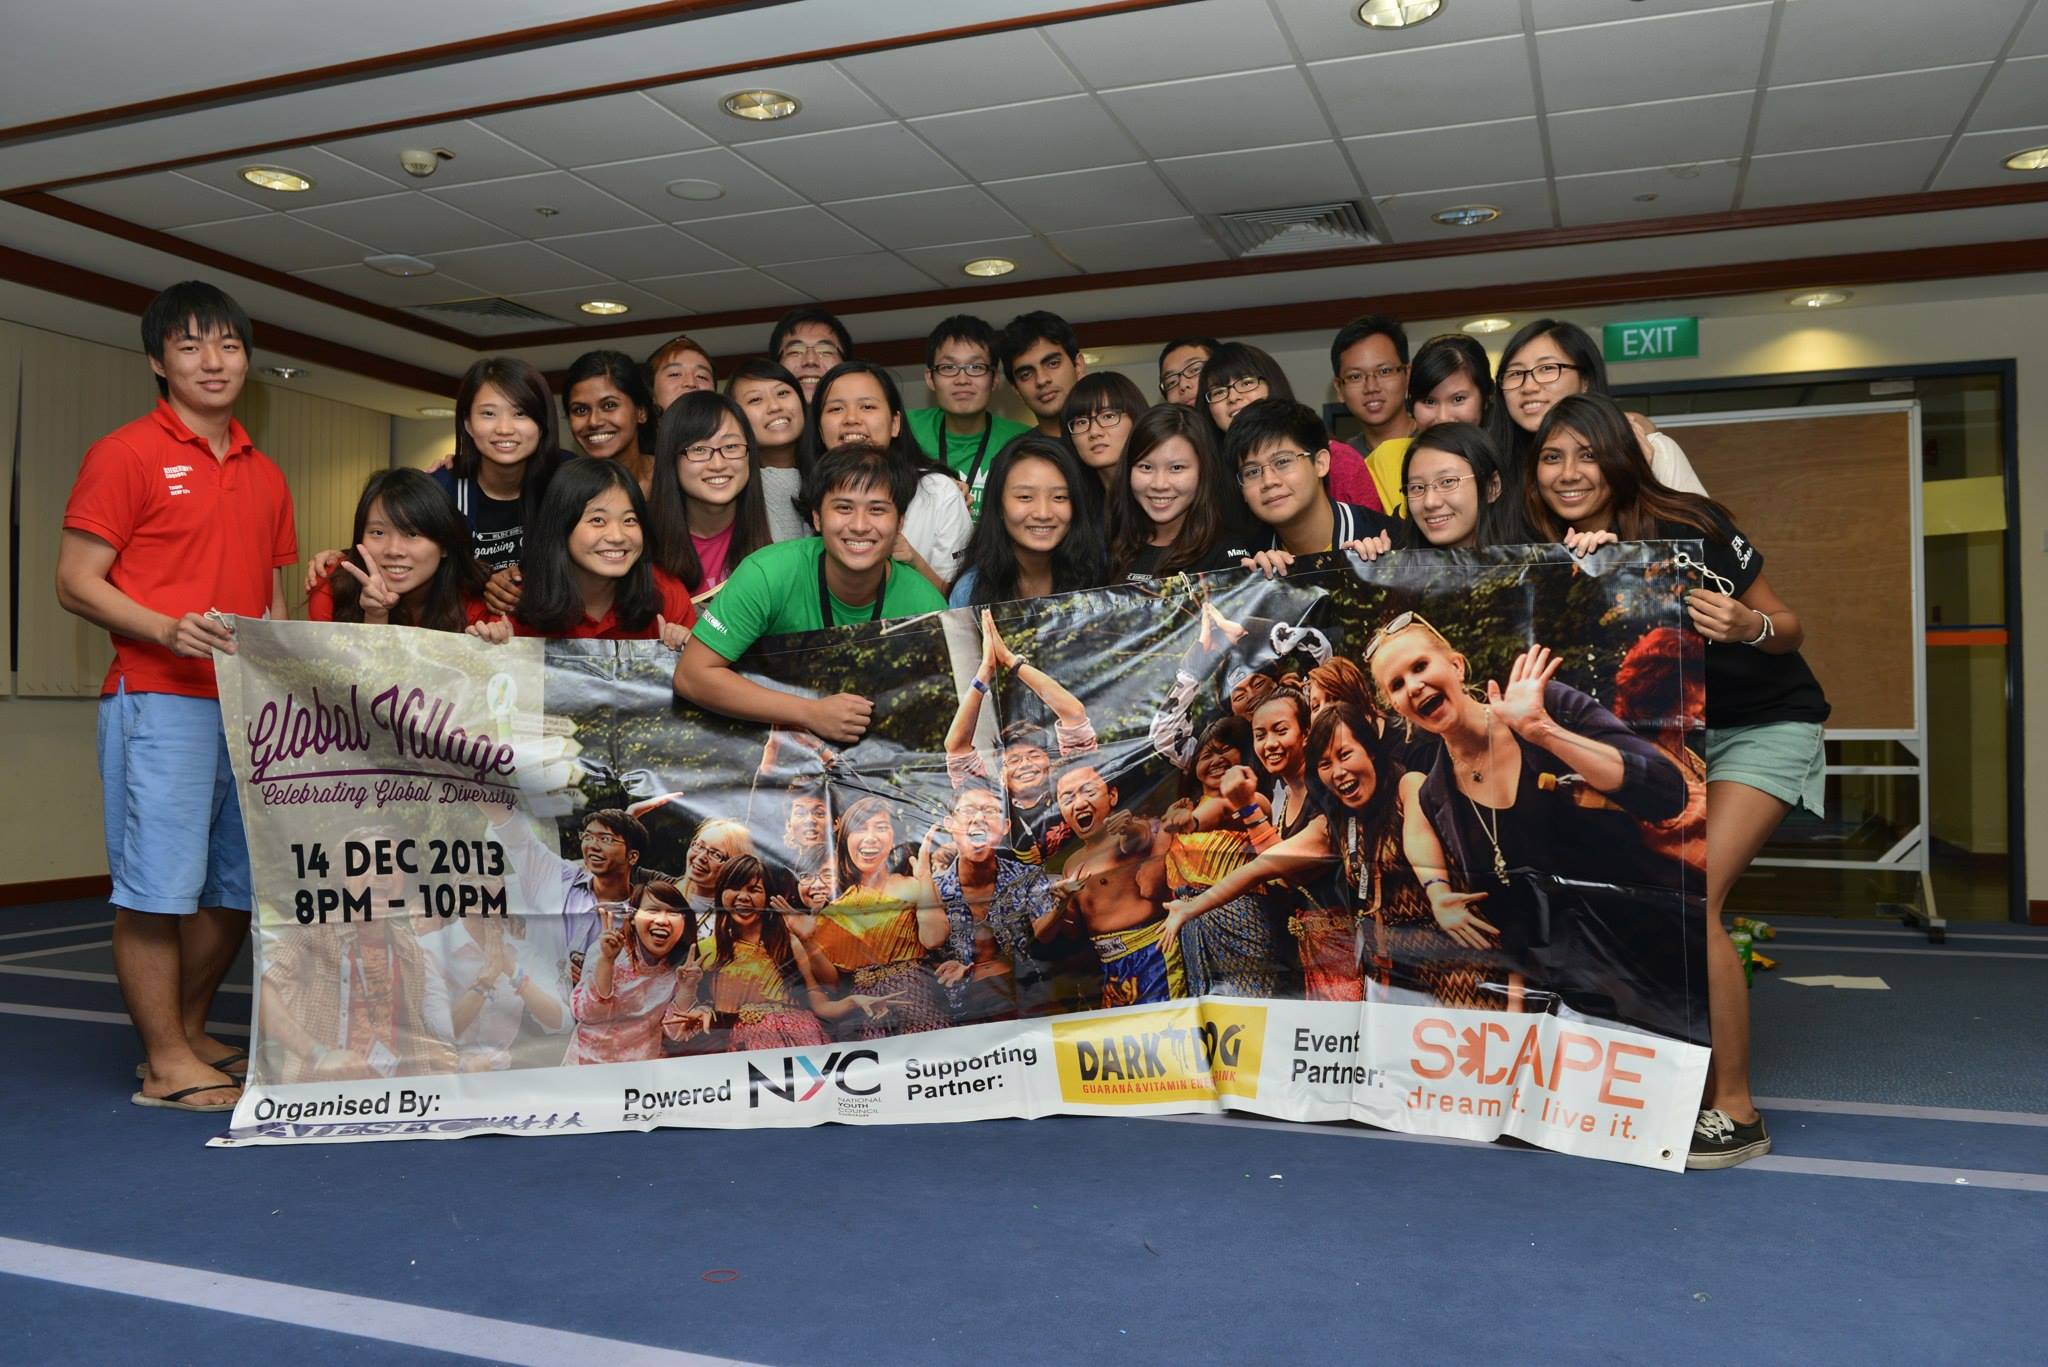 EXIT
Global Village
Celebrating Global Diversity
14 DEC 2013
8PM - 10PM
Organised By:
AIESEC
Powered
By:
NYC
NATIONAL
YOUTH
COUNCIL
Supporting
Partner:
DARK DOG
GUARANÁ & VITAMIN
Event
Partner:
SCAPE
dream it. live it.